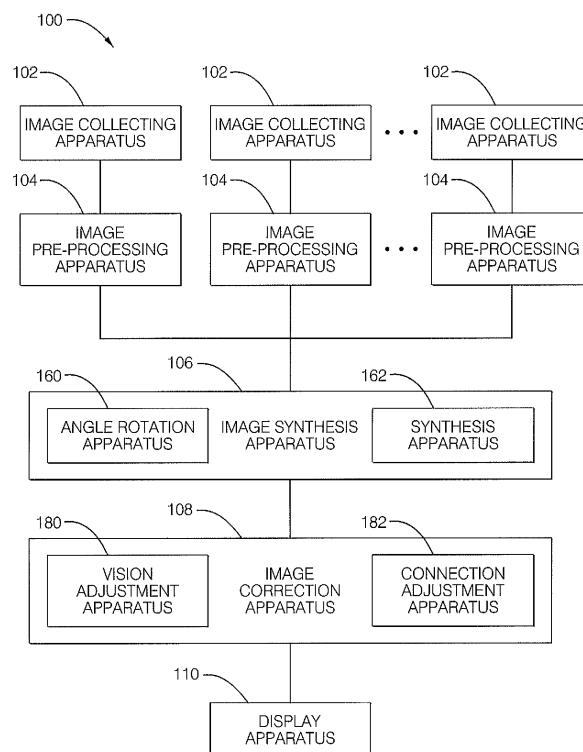 100
102
102
102
IMAGE COLLECTING
APPARATUS
IMAGE COLLECTING
APPARATUS
• • •
IMAGE COLLECTING
APPARATUS
104
104
104
IMAGE
PRE-PROCESSING
APPARATUS
IMAGE
PRE-PROCESSING
APPARATUS
• • •
IMAGE
PRE-PROCESSING
APPARATUS
106
160
162
ANGLE ROTATION
APPARATUS
IMAGE SYNTHESIS
APPARATUS
SYNTHESIS
APPARATUS
108
180
182
VISION
ADJUSTMENT
APPARATUS
IMAGE
CORRECTION
APPARATUS
CONNECTION
ADJUSTMENT
APPARATUS
110
DISPLAY
APPARATUS